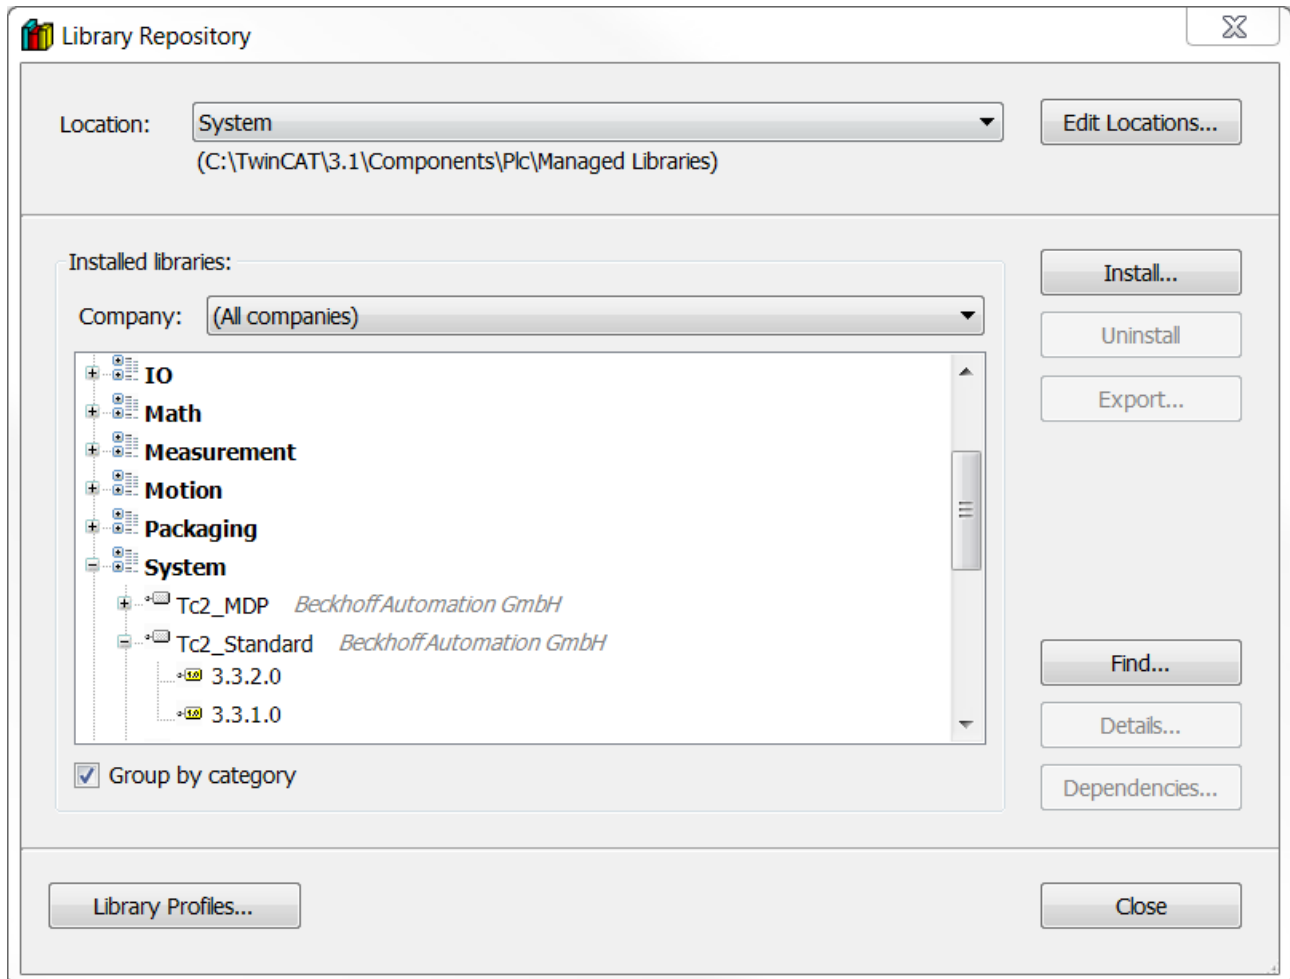 Library Repository
Location: System Edit Locations...
(C:\TwinCAT\3.1\Components\Plc\Managed Libraries)
Installed libraries:
Install...
Company: (All companies)
Uninstall
IO
Export...
Math
Measurement
Motion
Packaging
System
Tc2_MDP Beckhoff Automation GmbH
Tc2_Standard Beckhoff Automation GmbH
Find...
3.3.2.0
3.3.1.0
Details...
Group by category
Dependencies...
Library Profiles... Close